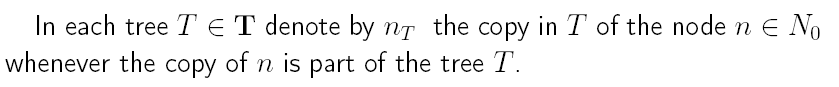 In each tree T ∈ 𝐓 denote by n_T the copy in T of the node n ∈ N_0
whenever the copy of n is part of the tree T.